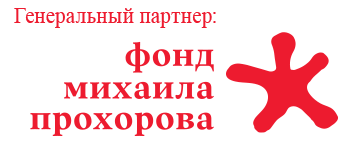 Генеральный партнер:
фонд
михаила
прохорова